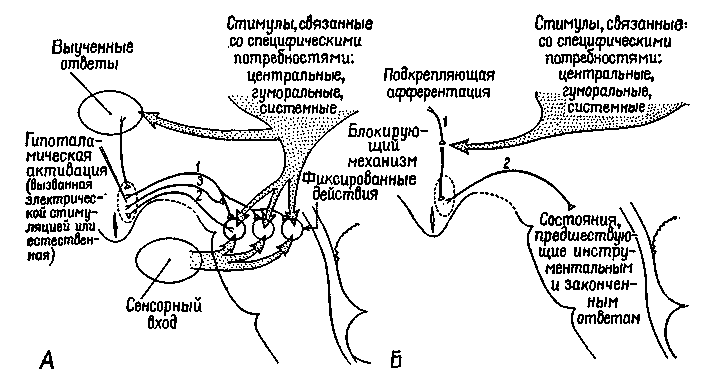 Выученные
ответы
Стимулы, связанные
со специфическими
потребностями:
центральные,
гуморальные,
системные
Гипотала-
мическая
активация
(вызванная
электричес-
кой стиму-
ляцией или
естествен-
ная)
1
3
2
Фиксированные
действия
Сенсорный
вход
А
Стимулы, связанные:
со специфическими
потребностями:
центральные,
гуморальные,
системные
Подкрепляющая
афферентация
1
Блокирую-
щий
механизм
2
Состояния,
предшествую-
щие инстру-
ментальным
и закончен-
ным
ответам
Б